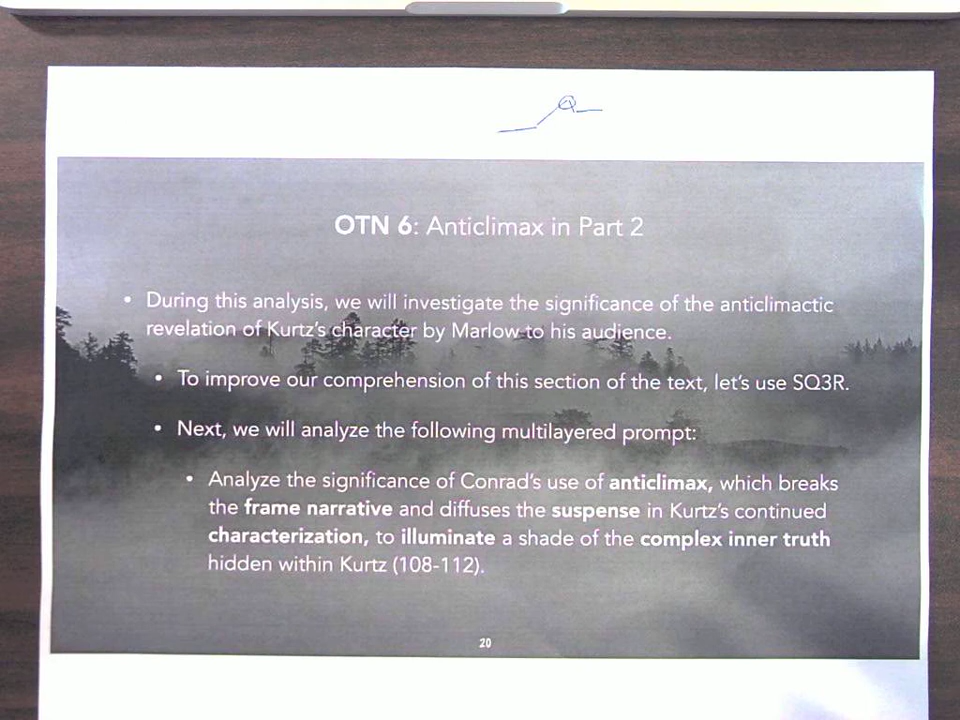 OTN 6: Anticlimax in Part 2
• During this analysis, we will investigate the significance of the anticlimactic
revelation of Kurtz's character by Marlow to his audience.
• To improve our comprehension of this section of the text, let's use SQ3R.
• Next, we will analyze the following multilayered prompt:
• Analyze the significance of Conrad's use of anticlimax, which breaks
the frame narrative and diffuses the suspense in Kurtz's continued
characterization, to illuminate a shade of the complex inner truth
hidden within Kurtz (108-112).
20